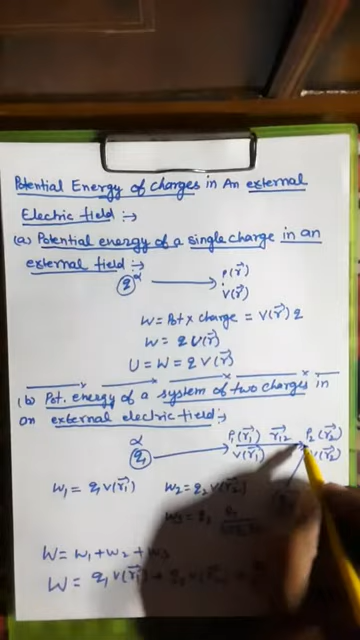 Potential Energy of charges in An external
Electric field :→
(a) Potential energy of a single charge in an
external field :→
q ∞ → P(r⃗)
V(r⃗)
W = Pot × charge = V(r⃗) q
W = q V(r⃗)
U = W = q V(r⃗)
(b) Pot. energy of a system of two charges in
an external electric field :
∞ P₁(r⃗₁) r⃗₁₂ P₂(r⃗₂)
q₁ V(r⃗₁) V(r⃗₂)
W₁ = q₁ V(r⃗₁) W₂ = q₂ V(r⃗₂)
W₃ = q₂
W = W₁ + W₂ + W₃
W = q₁ V(r⃗₁) + q₂ V(r⃗₂) +